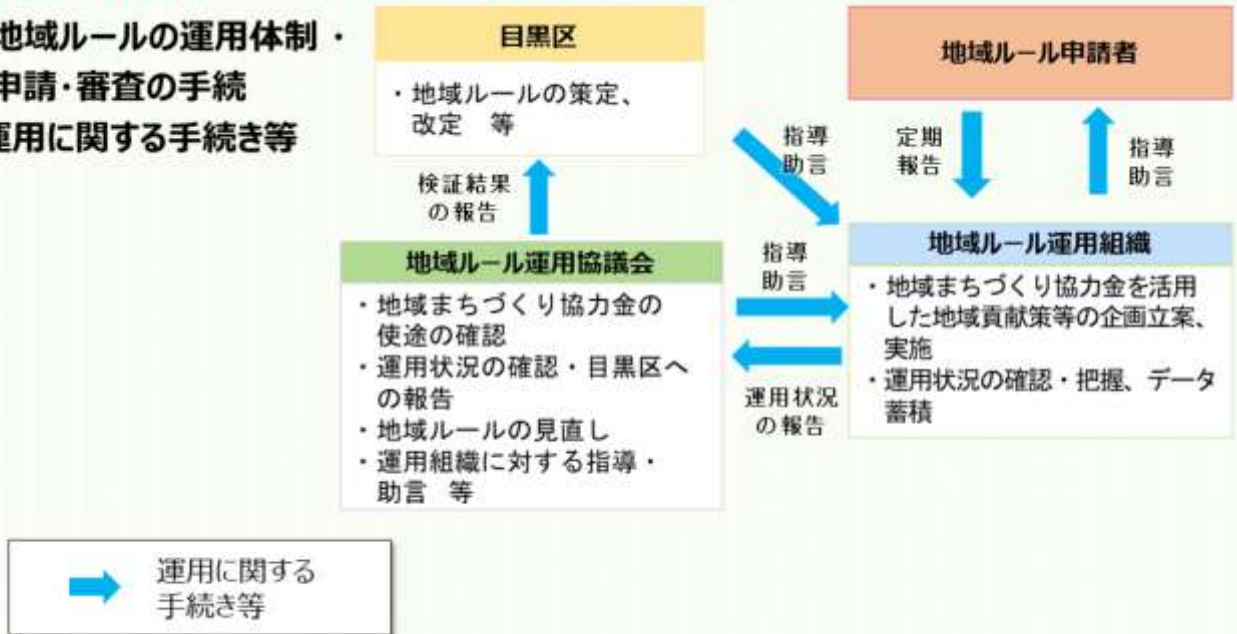 地域ルールの運用体制・
申請・審査の手続
運用に関する手続き等
目黒区
・地域ルールの策定、
改定 等
地域ルール申請者
指導
助言
定期
報告
指導
助言
検証結果
の報告
地域ルール運用協議会
・地域まちづくり協力金の
使途の確認
・運用状況の確認・目黒区へ
の報告
・地域ルールの見直し
・運用組織に対する指導・
助言 等
指導
助言
運用状況
の報告
地域ルール運用組織
・地域まちづくり協力金を活用
した地域貢献策等の企画立案、
実施
・運用状況の確認・把握、データ
蓄積
運用に関する
手続き等